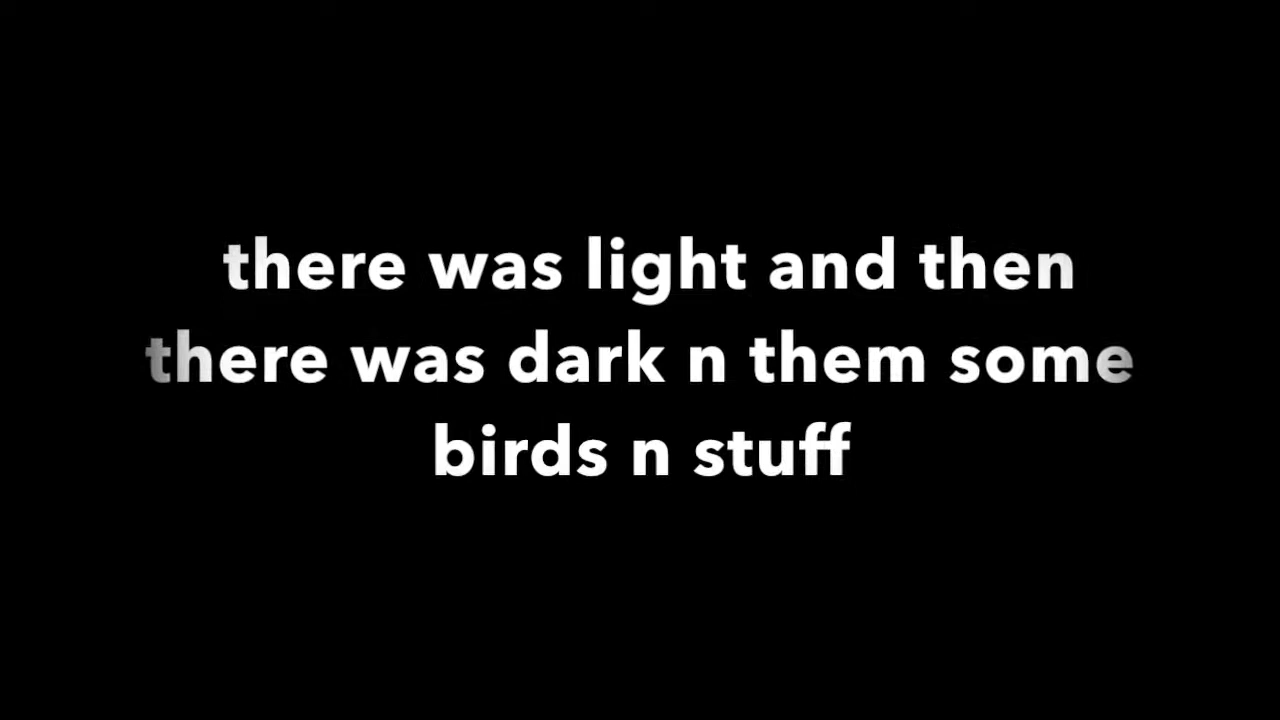 there was light and then
there was dark n them some
birds n stuff